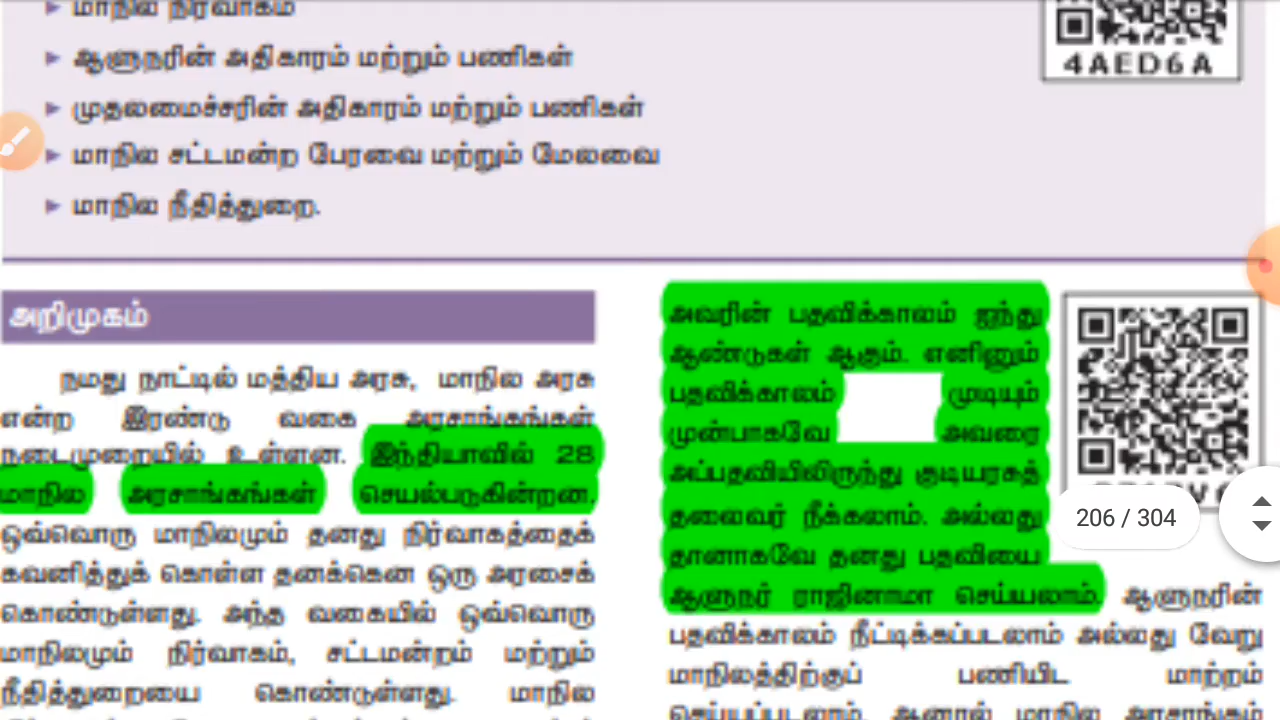 மாநில நிர்வாகம்
ஆளுநரின் அதிகாரம் மற்றும் பணிகள்
முதலமைச்சரின் அதிகாரம் மற்றும் பணிகள்
மாநில சட்டமன்ற பேரவை மற்றும் மேலவை
மாநில நீதித்துறை.
4AED6A
அறிமுகம்
நமது நாட்டில் மத்திய அரசு, மாநில அரசு
என்ற இரண்டு வகை அரசாங்கங்கள்
நடைமுறையில் உள்ளன. இந்தியாவில் 28
மாநில அரசாங்கங்கள் செயல்படுகின்றன.
ஒவ்வொரு மாநிலமும் தனது நிர்வாகத்தைக்
கவனித்துக் கொள்ள தனக்கென ஒரு அரசைக்
கொண்டுள்ளது. அந்த வகையில் ஒவ்வொரு
மாநிலமும் நிர்வாகம், சட்டமன்றம் மற்றும்
நீதித்துறையை கொண்டுள்ளது. மாநில
அவரின் பதவிக்காலம் ஐந்து
ஆண்டுகள் ஆகும். எனினும்
பதவிக்காலம் முடியும்
முன்பாகவே அவரை
அப்பதவியிலிருந்து குடியரசுத்
தலைவர் நீக்கலாம். அல்லது
தானாகவே தனது பதவியை
ஆளுநர் ராஜினாமா செய்யலாம். ஆளுநரின்
பதவிக்காலம் நீட்டிக்கப்படலாம் அல்லது வேறு
மாநிலத்திற்குப் பணியிட மாற்றம்
செய்யப்படலாம். ஆனால் மாநில அரசாங்கம்
206 / 304